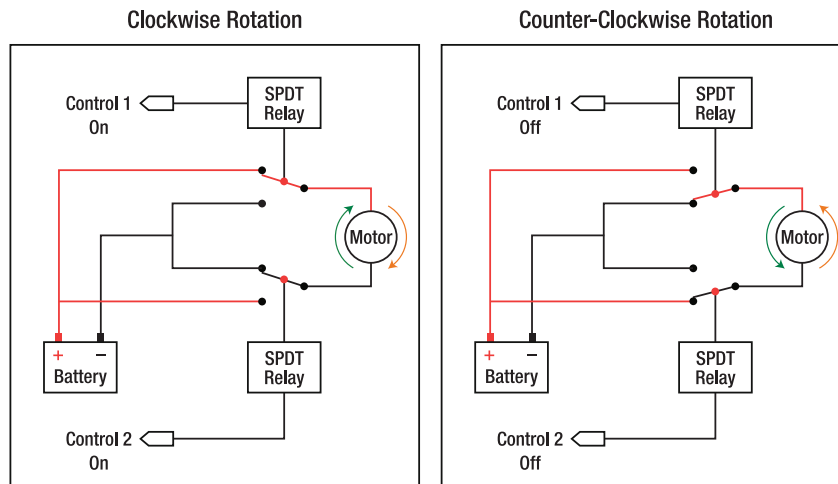 Clockwise Rotation
Control 1
On
SPDT
Relay
Motor
+ −
Battery
SPDT
Relay
Control 2
On
Counter-Clockwise Rotation
Control 1
Off
SPDT
Relay
Motor
+ −
Battery
SPDT
Relay
Control 2
Off